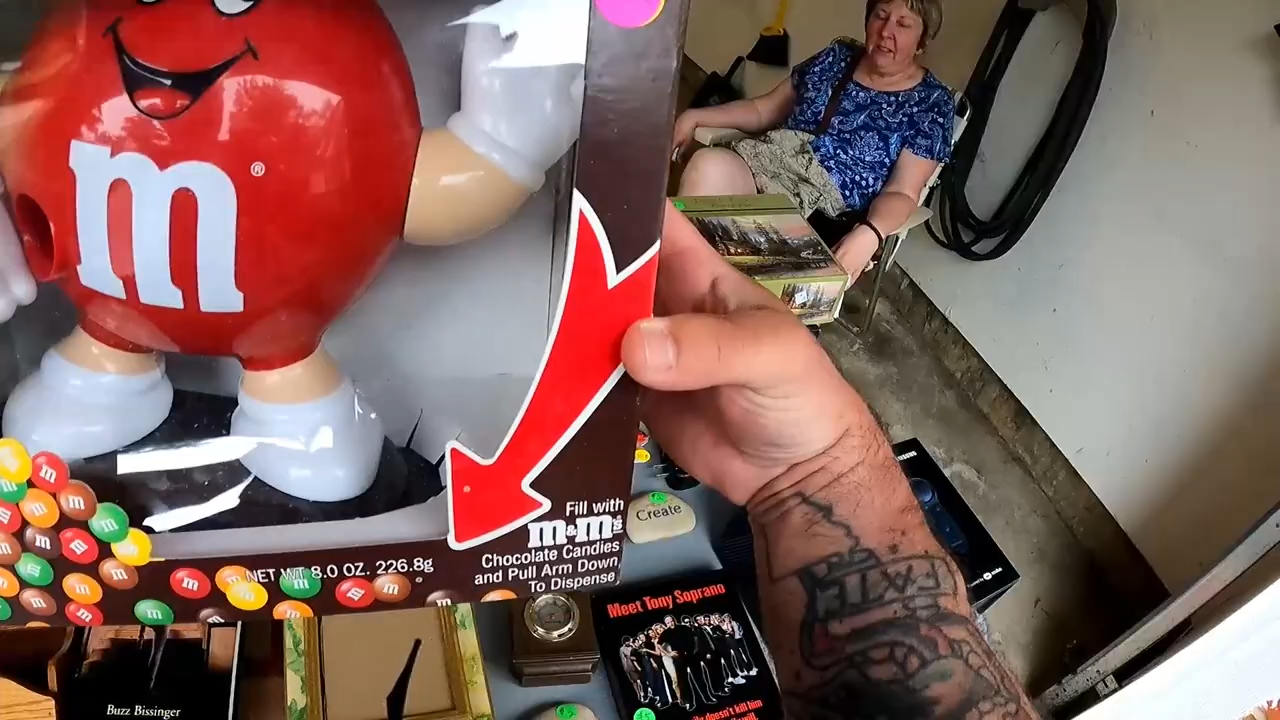 m
®
Fill with
m&m's
Chocolate Candies
and Pull Arm Down,
To Dispense
NET WT 8.0 OZ. 226.8g
Create
SAMSUNG
Meet Tony Soprano
Buzz Bissinger